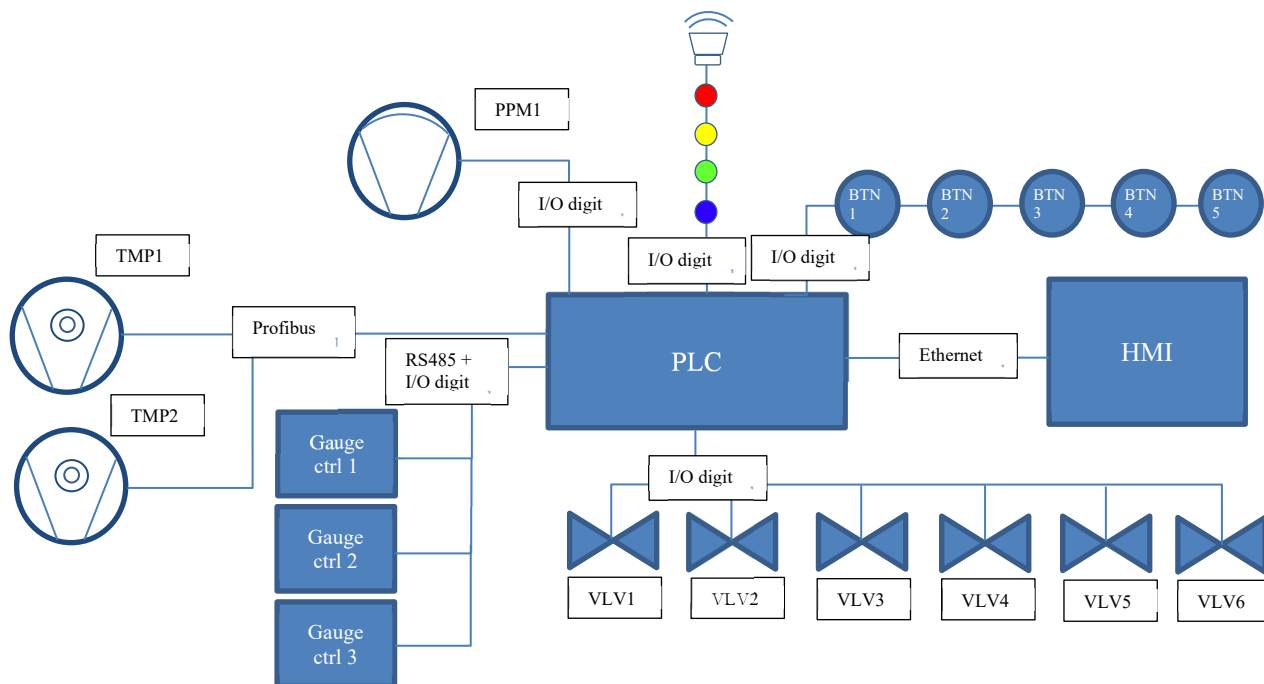 PPM1
I/O digit
BTN
1
BTN
2
BTN
3
BTN
4
BTN
5
TMP1
I/O digit
I/O digit
Profibus
RS485 +
I/O digit
PLC
Ethernet
HMI
TMP2
Gauge
ctrl 1
I/O digit
Gauge
ctrl 2
VLV1
VLV2
VLV3
VLV4
VLV5
VLV6
Gauge
ctrl 3